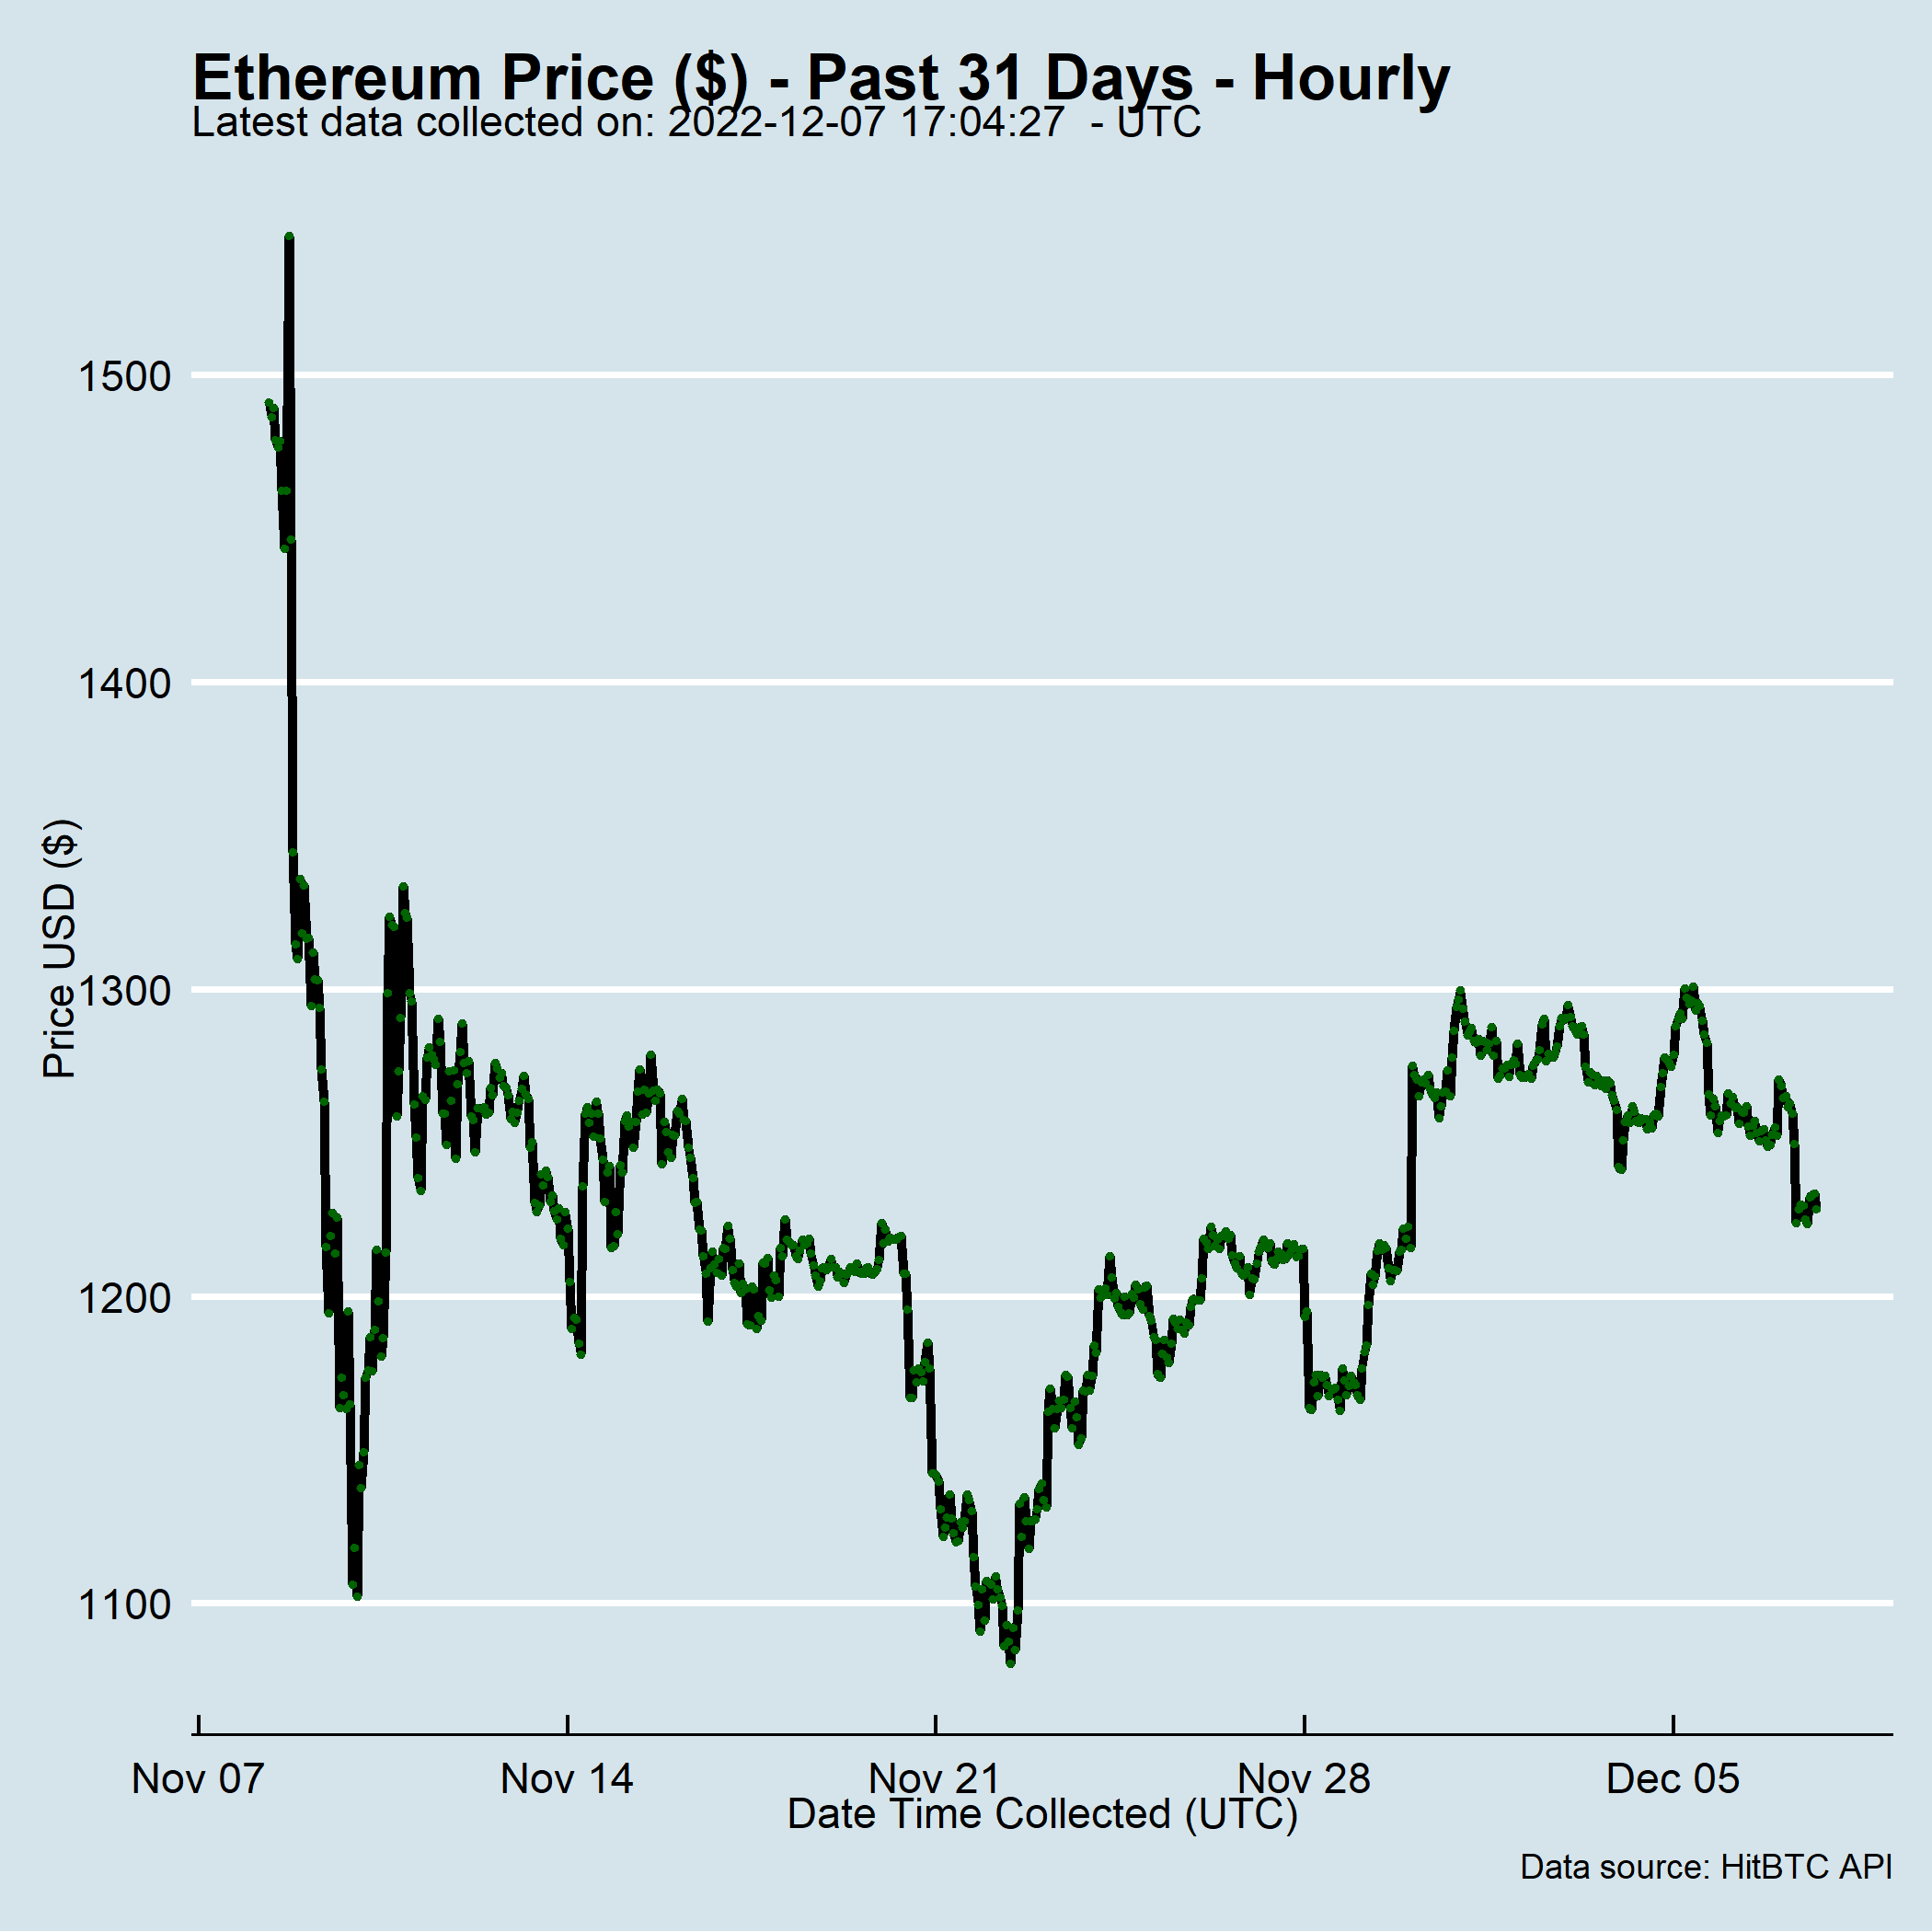 Ethereum Price ($) - Past 31 Days - Hourly
Latest data collected on: 2022-12-07 17:04:27  - UTC
1500
1400
1300
1200
1100
Price USD ($)
Nov 07
Nov 14
Nov 21
Nov 28
Dec 05
Date Time Collected (UTC)
Data source: HitBTC API